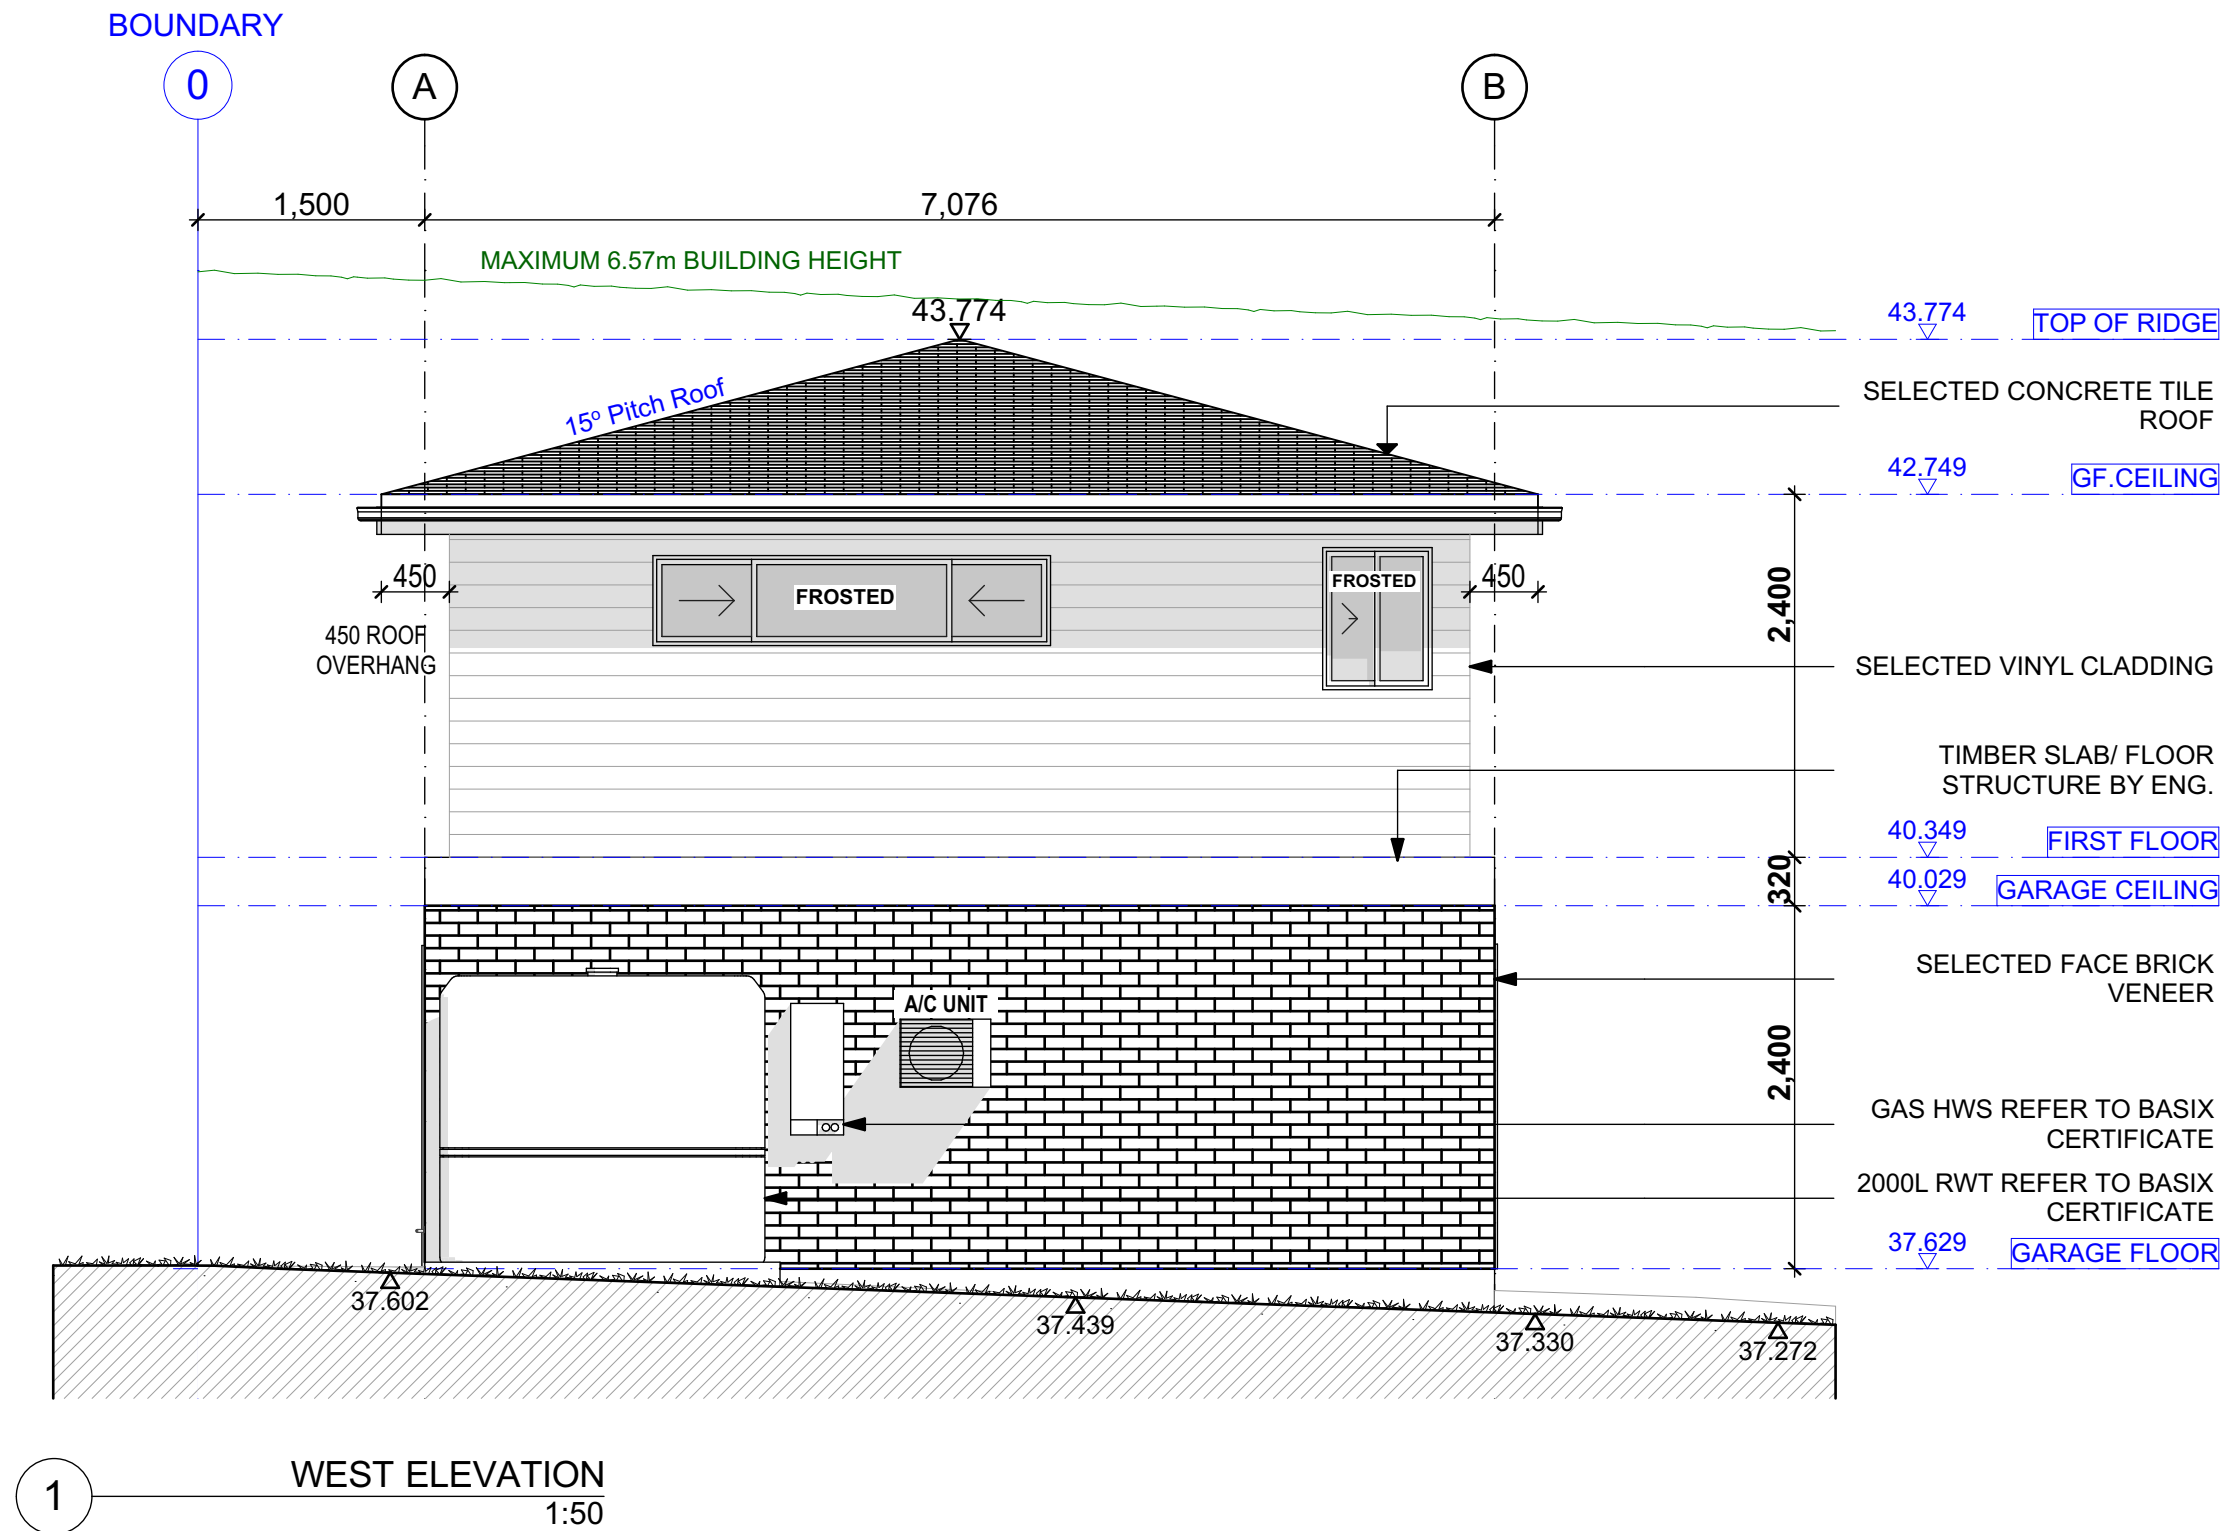 BOUNDARY
0
A
B
1,500
7,076
MAXIMUM 6.57m BUILDING HEIGHT
43.774
43.774
TOP OF RIDGE
15º Pitch Roof
SELECTED CONCRETE TILE
ROOF
42.749
GF.CEILING
450
FROSTED
FROSTED
450
2,400
450 ROOF
OVERHANG
SELECTED VINYL CLADDING
TIMBER SLAB/ FLOOR
STRUCTURE BY ENG.
40.349
FIRST FLOOR
320
40.029
GARAGE CEILING
SELECTED FACE BRICK
VENEER
A/C UNIT
2,400
GAS HWS REFER TO BASIX
CERTIFICATE
2000L RWT REFER TO BASIX
CERTIFICATE
37.629
GARAGE FLOOR
37.602
37.439
37.330
37.272
1
WEST ELEVATION
1:50